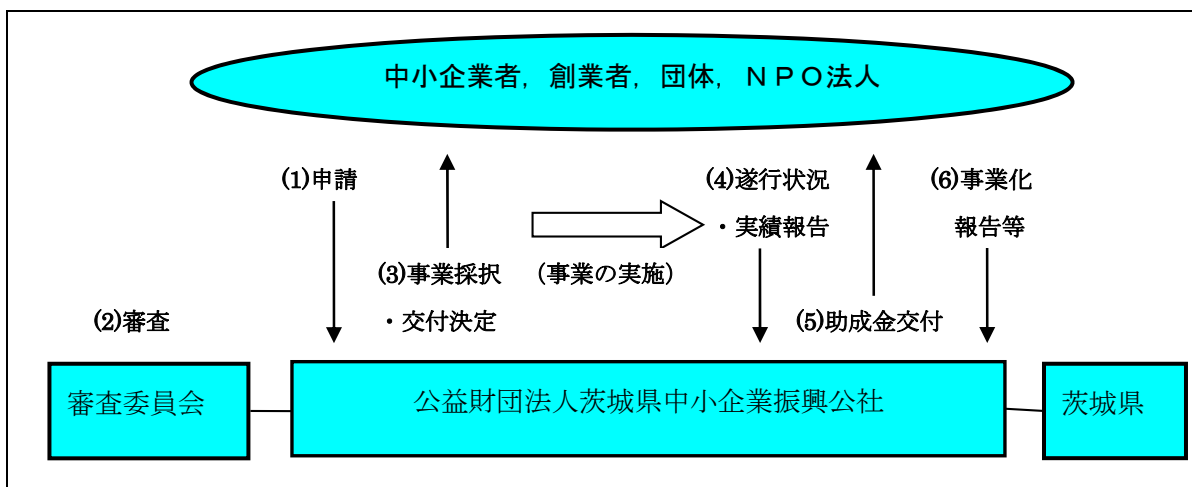 中小企業者，創業者，団体，ＮＰＯ法人
(1)申請
(4)遂行状況
・実績報告
(6)事業化
報告等
(3)事業採択
・交付決定
（事業の実施）
(2)審査
(5)助成金交付
審査委員会
公益財団法人茨城県中小企業振興公社
茨城県